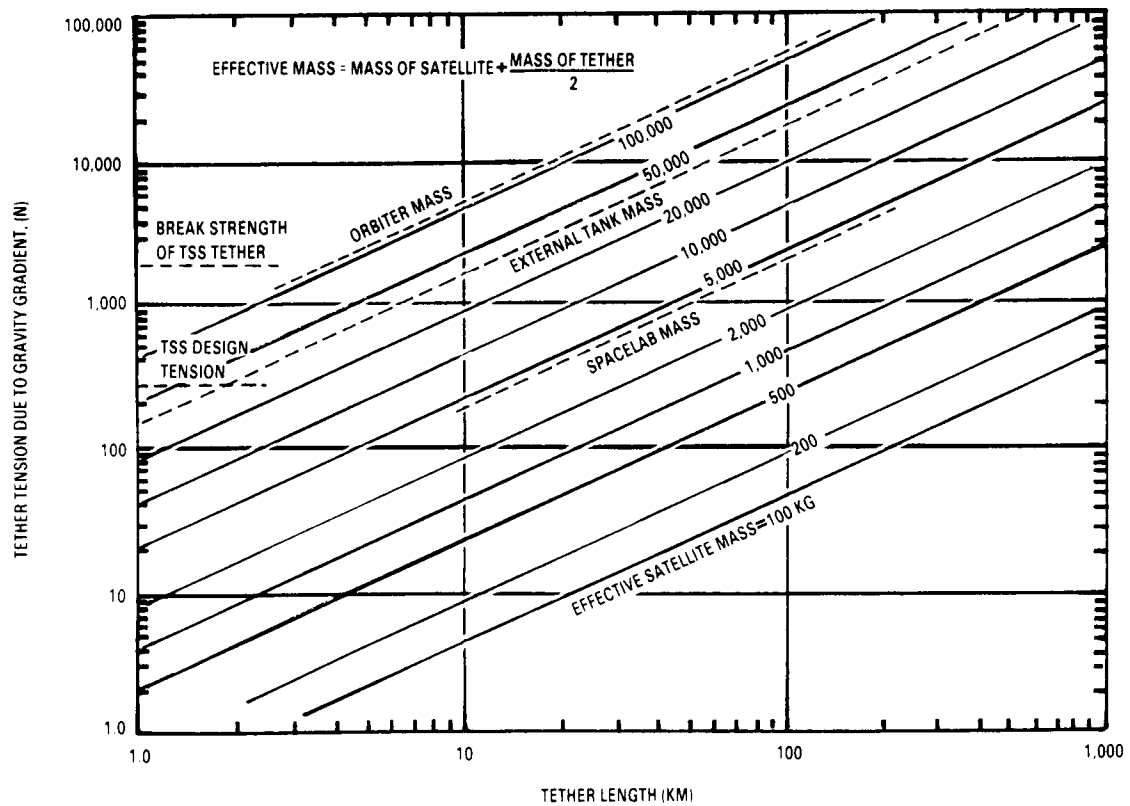 100,000
EFFECTIVE MASS = MASS OF SATELLITE + MASS OF TETHER
2
10,000
1,000
100
10
1.0
TETHER TENSION DUE TO GRAVITY GRADIENT, (N)
BREAK STRENGTH
OF TSS TETHER
TSS DESIGN
TENSION
ORBITER MASS
100,000
50,000
EXTERNAL TANK MASS
20,000
10,000
5,000
SPACELAB MASS
2,000
1,000
500
200
EFFECTIVE SATELLITE MASS=100 KG
1.0
10
100
1,000
TETHER LENGTH (KM)